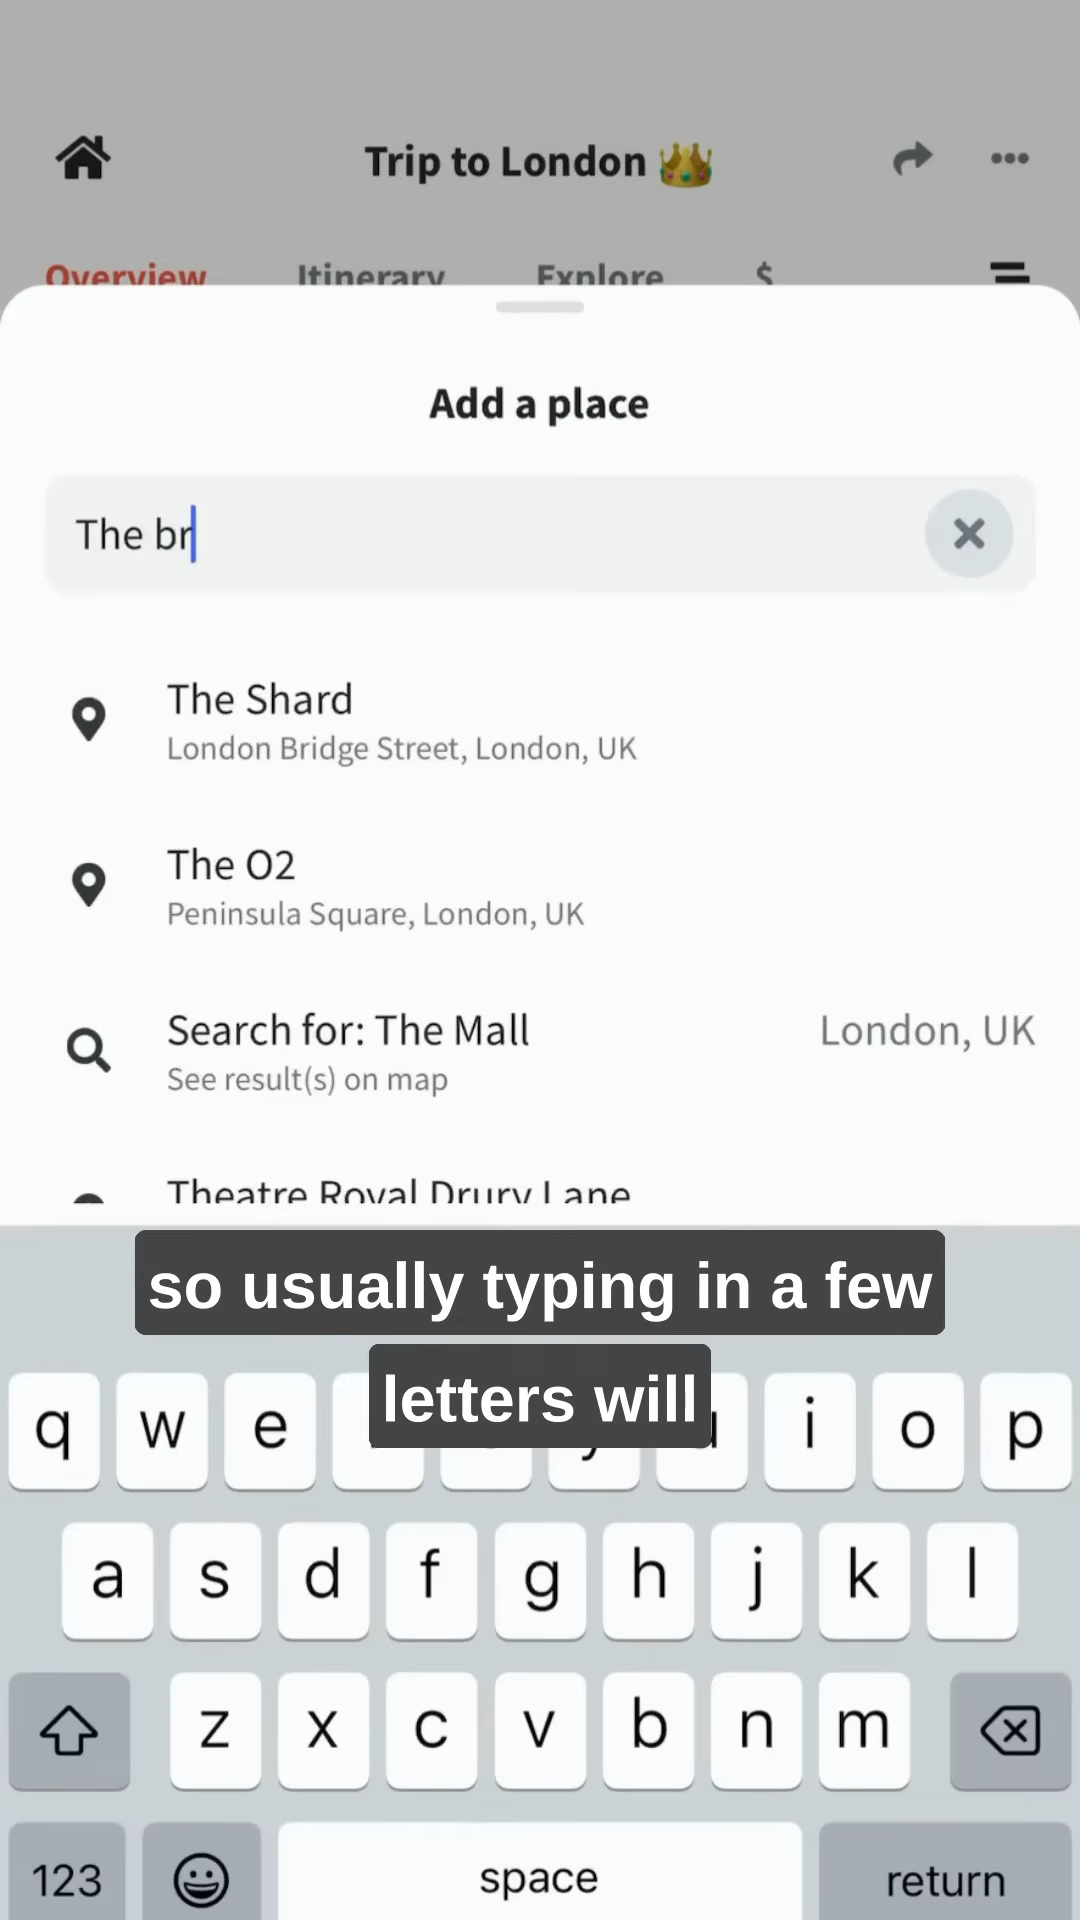 Trip to London 👑
Overview Itinerary Explore $
Add a place
The br
The Shard
London Bridge Street, London, UK
The O2
Peninsula Square, London, UK
Search for: The Mall London, UK
See result(s) on map
Theatre Royal Drury Lane
so usually typing in a few
letters will
q w e y u i o p
a s d f g h j k l
z x c v b n m
123 space return